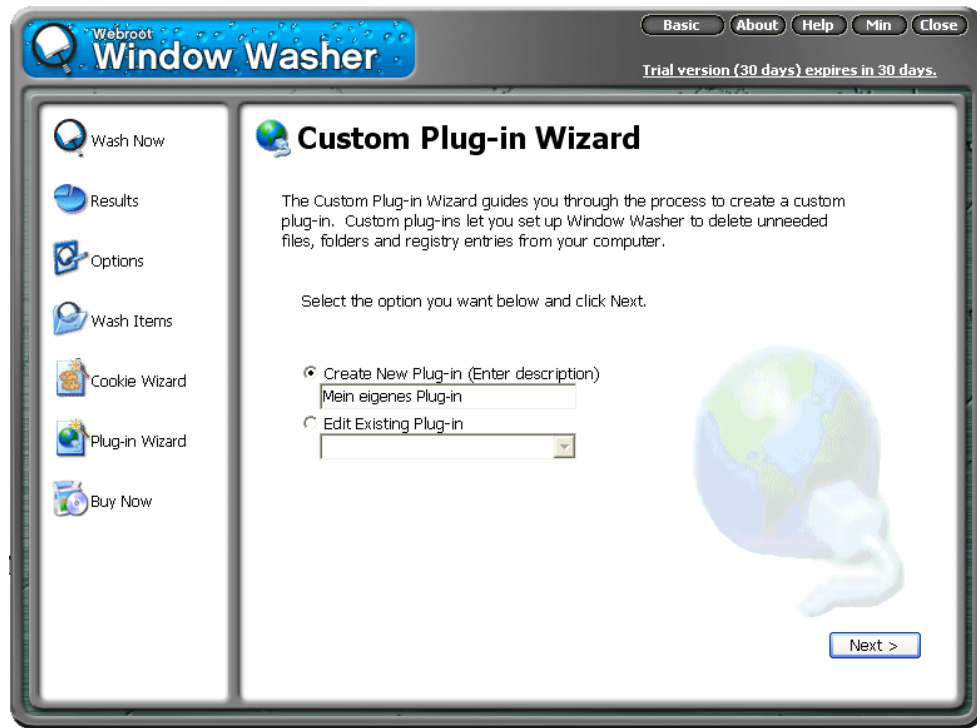 Webroot
Window Washer
Basic About Help Min Close
Trial version (30 days) expires in 30 days.
Wash Now
Results
Options
Wash Items
Cookie Wizard
Plug-in Wizard
Buy Now
Custom Plug-in Wizard
The Custom Plug-in Wizard guides you through the process to create a custom
plug-in. Custom plug-ins let you set up Window Washer to delete unneeded
files, folders and registry entries from your computer.
Select the option you want below and click Next.
Create New Plug-in (Enter description)
Mein eigenes Plug-in
Edit Existing Plug-in
Next >